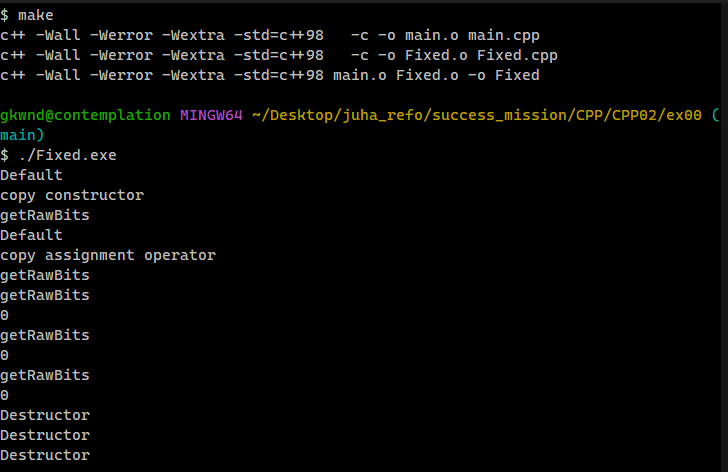 $ make
c++ -Wall -Werror -Wextra -std=c++98   -c -o main.o main.cpp
c++ -Wall -Werror -Wextra -std=c++98   -c -o Fixed.o Fixed.cpp
c++ -Wall -Werror -Wextra -std=c++98 main.o Fixed.o -o Fixed
gkwnd@contemplation MINGW64 ~/Desktop/juha_refo/success_mission/CPP/CPP02/ex00 (
main)
$ ./Fixed.exe
Default
copy constructor
getRawBits
Default
copy assignment operator
getRawBits
getRawBits
0
getRawBits
0
getRawBits
0
Destructor
Destructor
Destructor